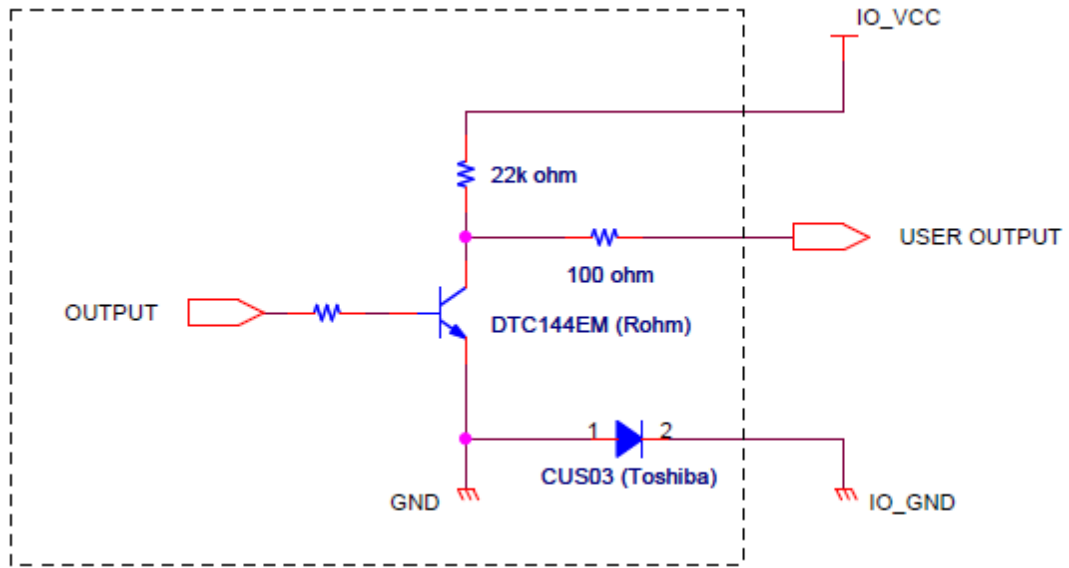 IO_VCC
22k ohm
USER OUTPUT
100 ohm
OUTPUT
DTC144EM (Rohm)
1 2
CUS03 (Toshiba)
GND
IO_GND